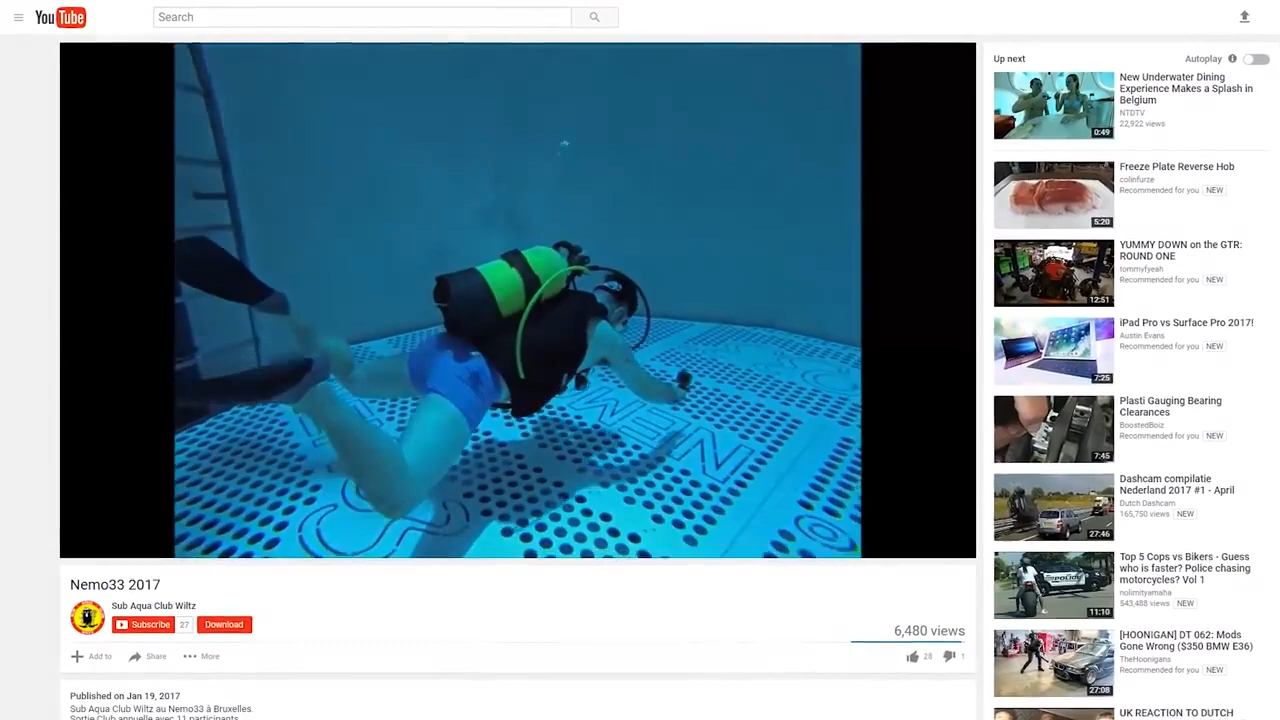 YouTube
Search
Up next
Autoplay
New Underwater Dining
Experience Makes a Splash in
Belgium
NTDTV
22,922 views
0:49
Freeze Plate Reverse Hob
colinfurze
Recommended for you NEW
5:20
YUMMY DOWN on the GTR:
ROUND ONE
tommyfyeah
Recommended for you NEW
12:51
iPad Pro vs Surface Pro 2017!
Austin Evans
Recommended for you NEW
7:25
Plasti Gauging Bearing
Clearances
BoostedBoiz
Recommended for you NEW
7:45
Dashcam compilatie
Nederland 2017 #1 - April
Dutch Dashcam
165,750 views NEW
27:46
Top 5 Cops vs Bikers - Guess
who is faster? Police chasing
motorcycles? Vol 1
nolimityamaha
543,488 views NEW
POLICE
11:10
[HOONIGAN] DT 062: Mods
Gone Wrong ($350 BMW E36)
TheHoonigans
Recommended for you NEW
27:08
UK REACTION TO DUTCH
NEM
Nemo33 2017
Sub Aqua Club Wiltz
Subscribe 27 Download
6,480 views
Add to Share More
28 1
Published on Jan 19, 2017
Sub Aqua Club Wiltz au Nemo33 à Bruxelles.
Sortie Club annuelle avec 11 participants